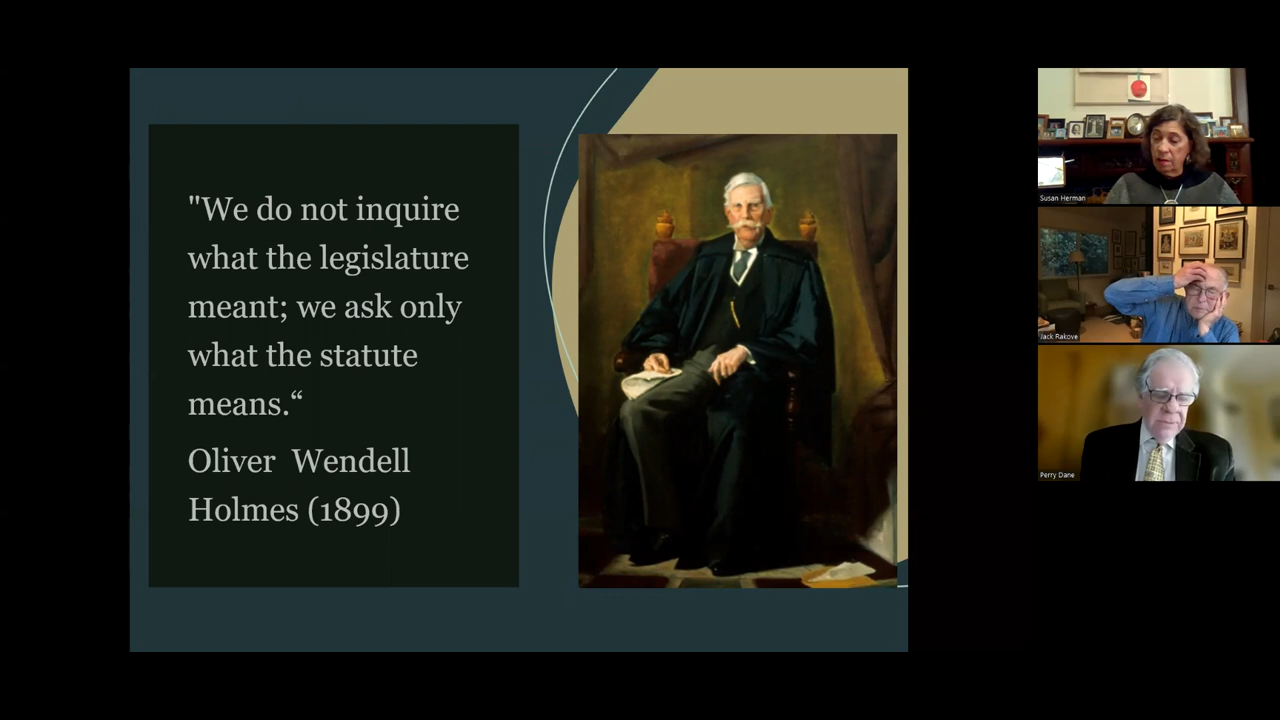 "We do not inquire
what the legislature
meant; we ask only
what the statute
means.“
Oliver Wendell
Holmes (1899)
Susan Herman
Jack Rakove
Perry Dane